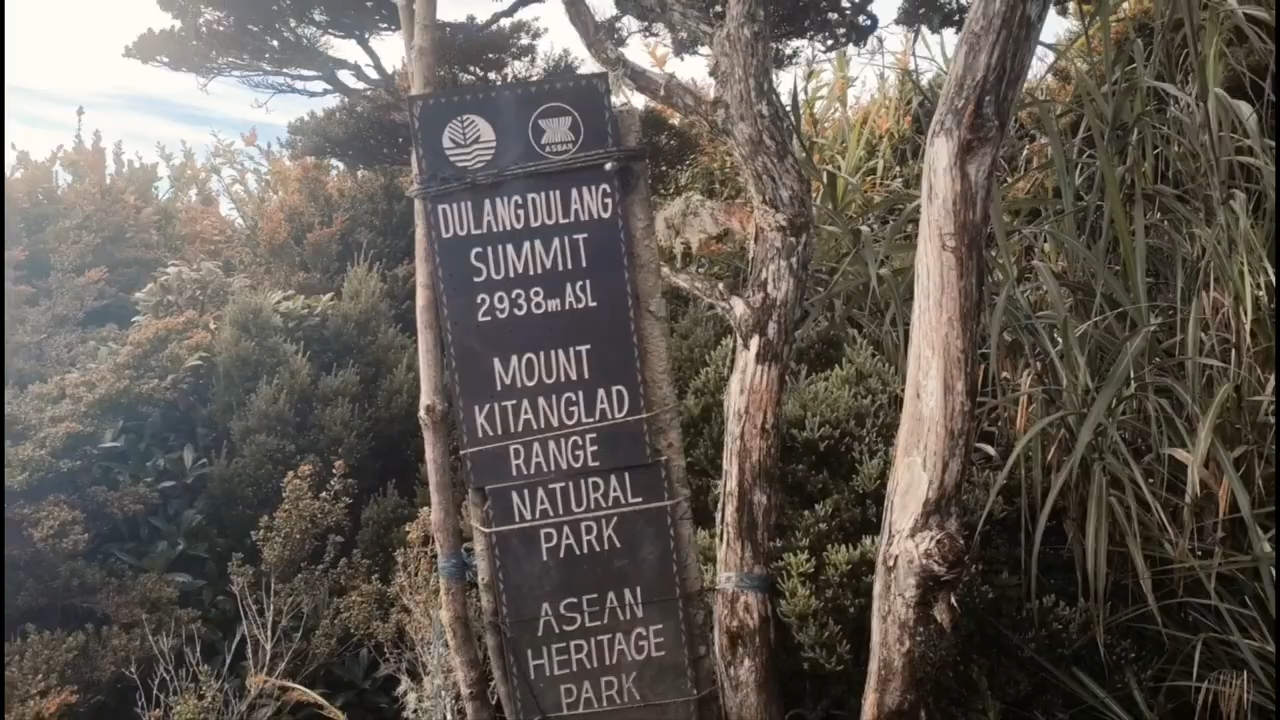 ASEAN
DULANG DULANG
SUMMIT
2938m ASL
MOUNT
KITANGLAD
RANGE
NATURAL
PARK
ASEAN
HERITAGE
PARK